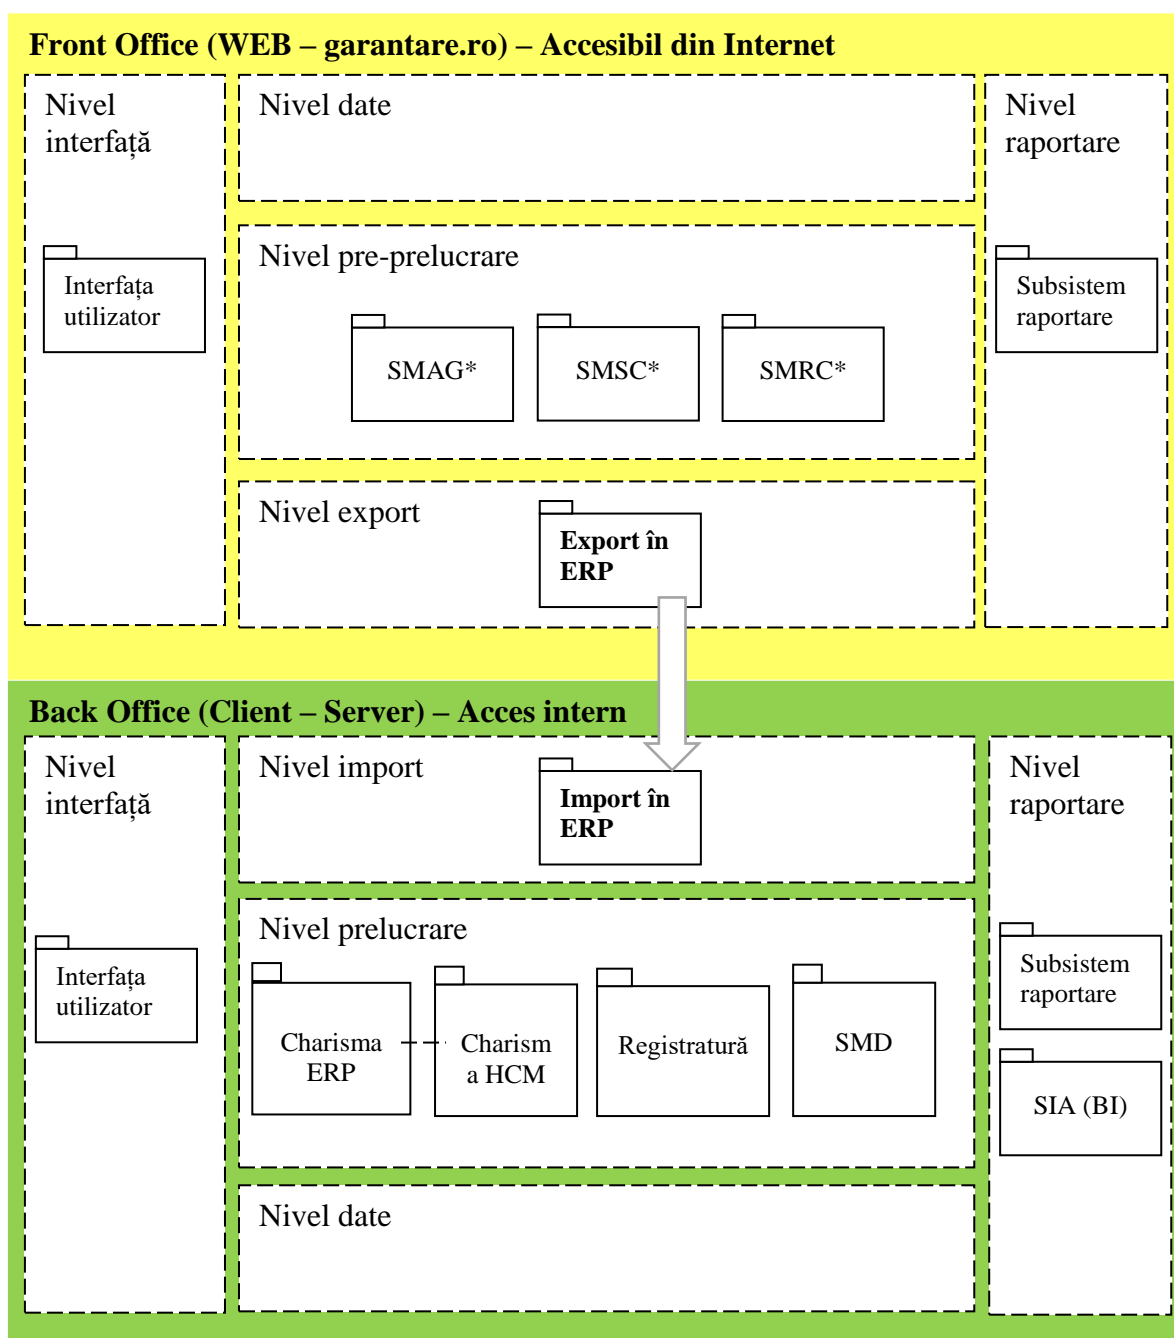 Front Office (WEB – garantare.ro) – Accesibil din Internet
Nivel
interfață
Nivel date
Nivel
raportare
Nivel pre-prelucrare
Interfața
utilizator
SMAG*
SMSC*
SMRC*
Subsistem
raportare
Nivel export
Export în
ERP
Back Office (Client – Server) – Acces intern
Nivel
interfață
Nivel import
Import în
ERP
Nivel
raportare
Nivel prelucrare
Interfața
utilizator
Charisma
ERP
Charism
a HCM
Registratură
SMD
Subsistem
raportare
SIA (BI)
Nivel date